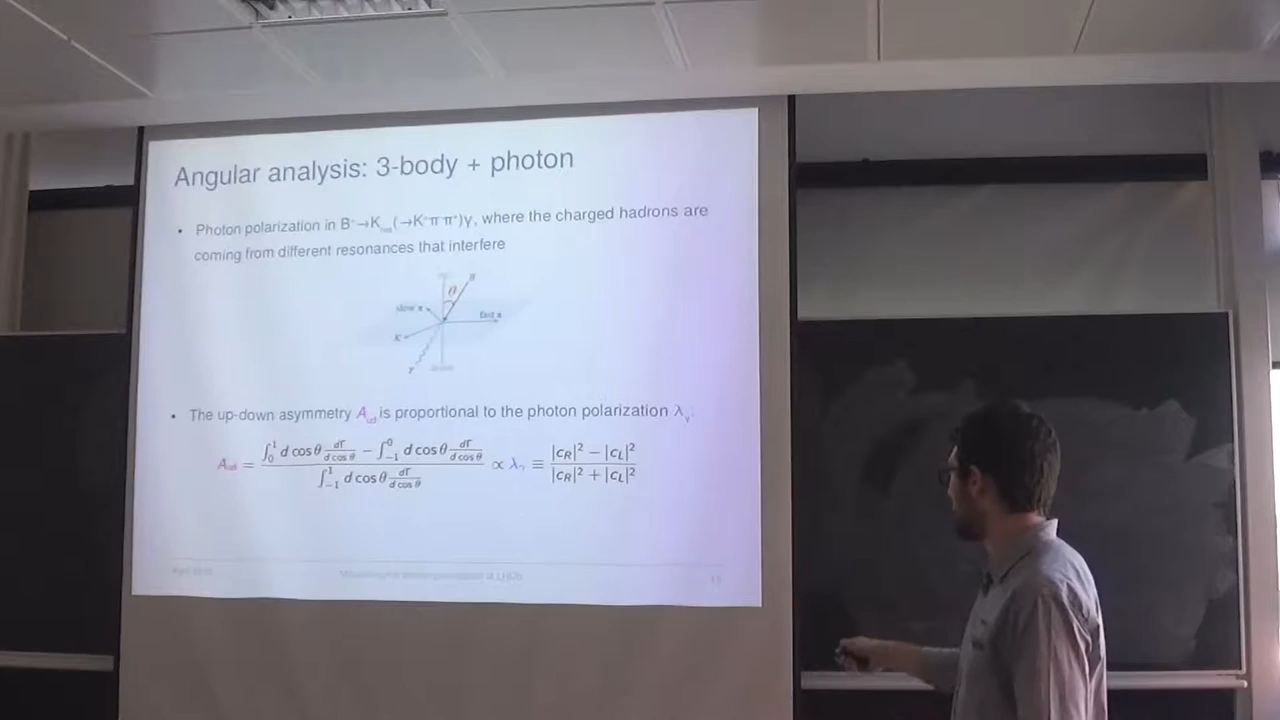 Angular analysis: 3-body + photon
• Photon polarization in B⁺→K_res(→K⁺π⁻π⁺)γ, where the charged hadrons are
coming from different resonances that interfere
θ
slow π
fast π
K
γ
• The up-down asymmetry A_ud is proportional to the photon polarization λ_γ:
A_ud = (∫₀¹ d cos θ dΓ/d cos θ − ∫₋₁⁰ d cos θ dΓ/d cos θ) / (∫₋₁¹ d cos θ dΓ/d cos θ) ∝ λ_γ ≡ (|c_R|² − |c_L|²) / (|c_R|² + |c_L|²)